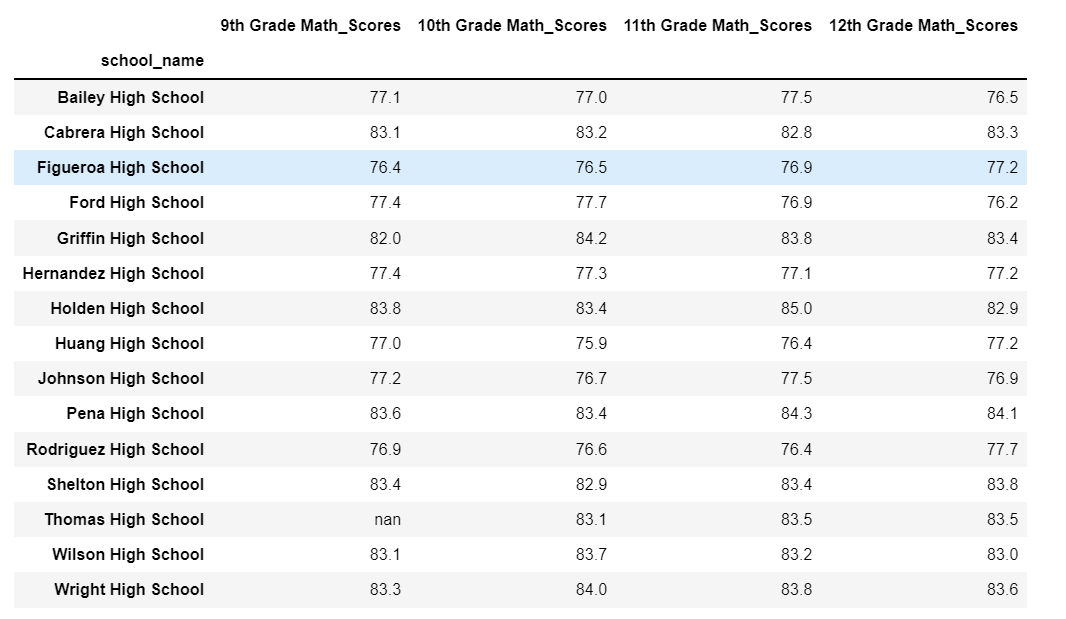 9th Grade Math_Scores 10th Grade Math_Scores 11th Grade Math_Scores 12th Grade Math_Scores
school_name
Bailey High School 77.1 77.0 77.5 76.5
Cabrera High School 83.1 83.2 82.8 83.3
Figueroa High School 76.4 76.5 76.9 77.2
Ford High School 77.4 77.7 76.9 76.2
Griffin High School 82.0 84.2 83.8 83.4
Hernandez High School 77.4 77.3 77.1 77.2
Holden High School 83.8 83.4 85.0 82.9
Huang High School 77.0 75.9 76.4 77.2
Johnson High School 77.2 76.7 77.5 76.9
Pena High School 83.6 83.4 84.3 84.1
Rodriguez High School 76.9 76.6 76.4 77.7
Shelton High School 83.4 82.9 83.4 83.8
Thomas High School nan 83.1 83.5 83.5
Wilson High School 83.1 83.7 83.2 83.0
Wright High School 83.3 84.0 83.8 83.6